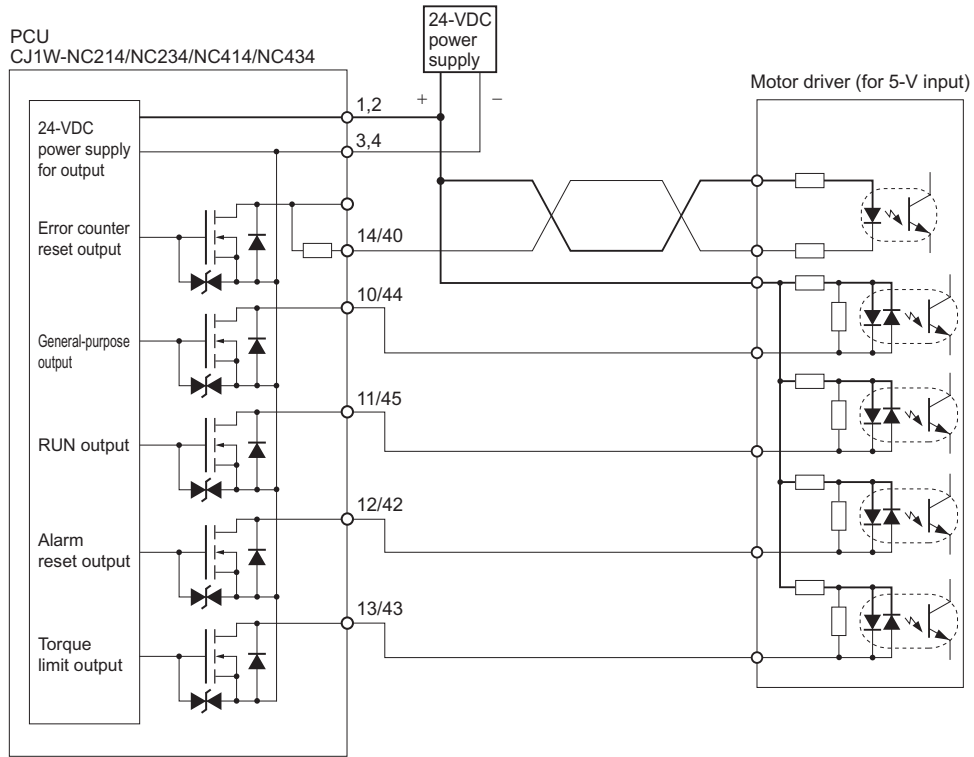 24-VDC
power
supply
PCU
CJ1W-NC214/NC234/NC414/NC434
Motor driver (for 5-V input)
+
−
1,2
24-VDC
power supply
for output
3,4
Error counter
reset output
14/40
10/44
General-purpose
output
11/45
RUN output
12/42
Alarm
reset output
13/43
Torque
limit output